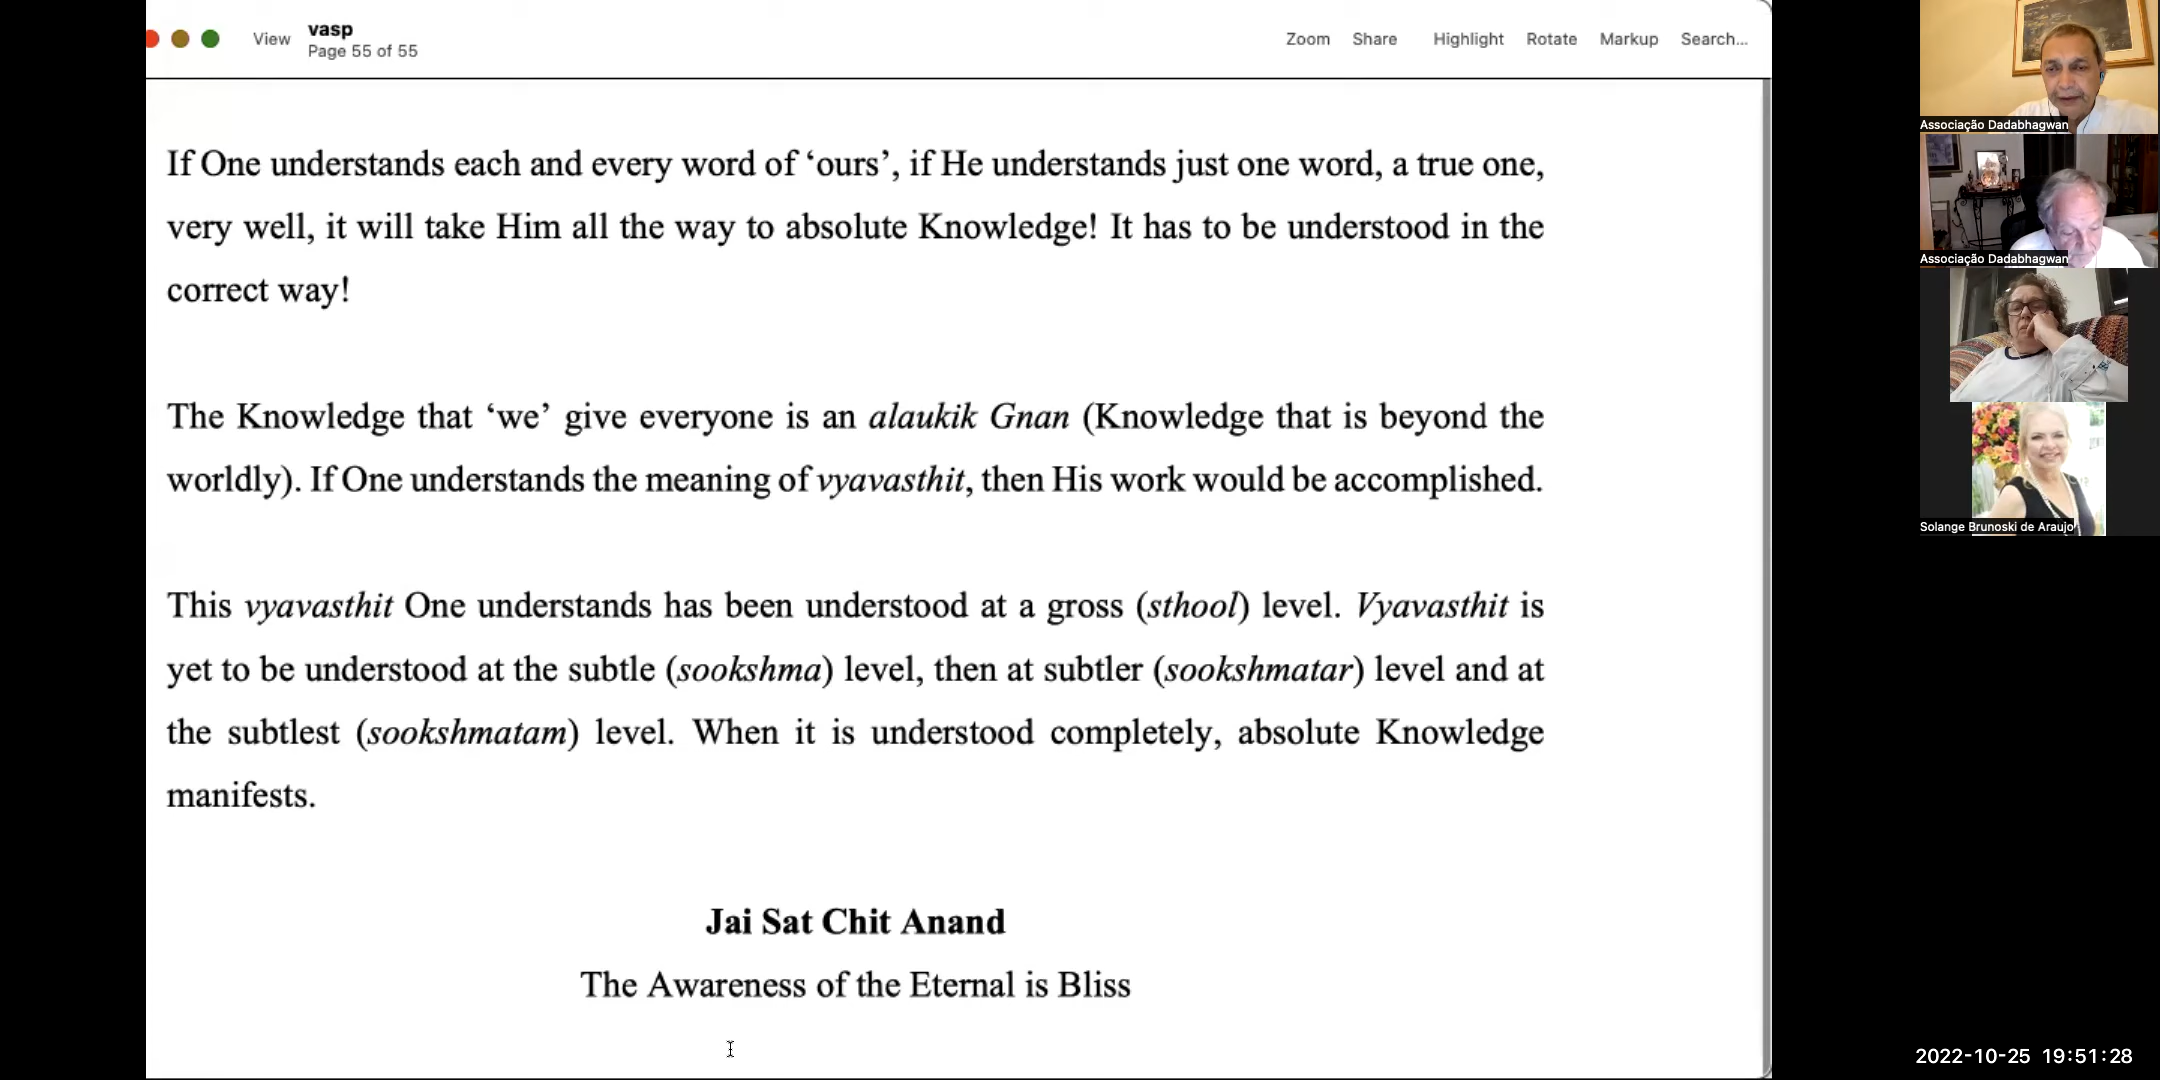 View
vasp
Page 55 of 55
Zoom Share Highlight Rotate Markup Search...
If One understands each and every word of ‘ours’, if He understands just one word, a true one,
very well, it will take Him all the way to absolute Knowledge! It has to be understood in the
correct way!
The Knowledge that ‘we’ give everyone is an alaukik Gnan (Knowledge that is beyond the
worldly). If One understands the meaning of vyavasthit, then His work would be accomplished.
This vyavasthit One understands has been understood at a gross (sthool) level. Vyavasthit is
yet to be understood at the subtle (sookshma) level, then at subtler (sookshmatar) level and at
the subtlest (sookshmatam) level. When it is understood completely, absolute Knowledge
manifests.
Jai Sat Chit Anand
The Awareness of the Eternal is Bliss
Associação Dadabhagwan
Associação Dadabhagwan
Solange Brunoski de Araujo
2022-10-25 19:51:28